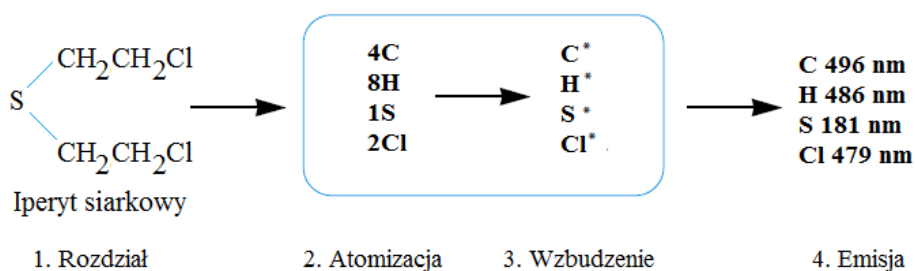 CH2CH2Cl
S
CH2CH2Cl
Iperyt siarkowy
4C
8H
1S
2Cl
C*
H*
S*
Cl*
C 496 nm
H 486 nm
S 181 nm
Cl 479 nm
1. Rozdział 2. Atomizacja 3. Wzbudzenie 4. Emisja